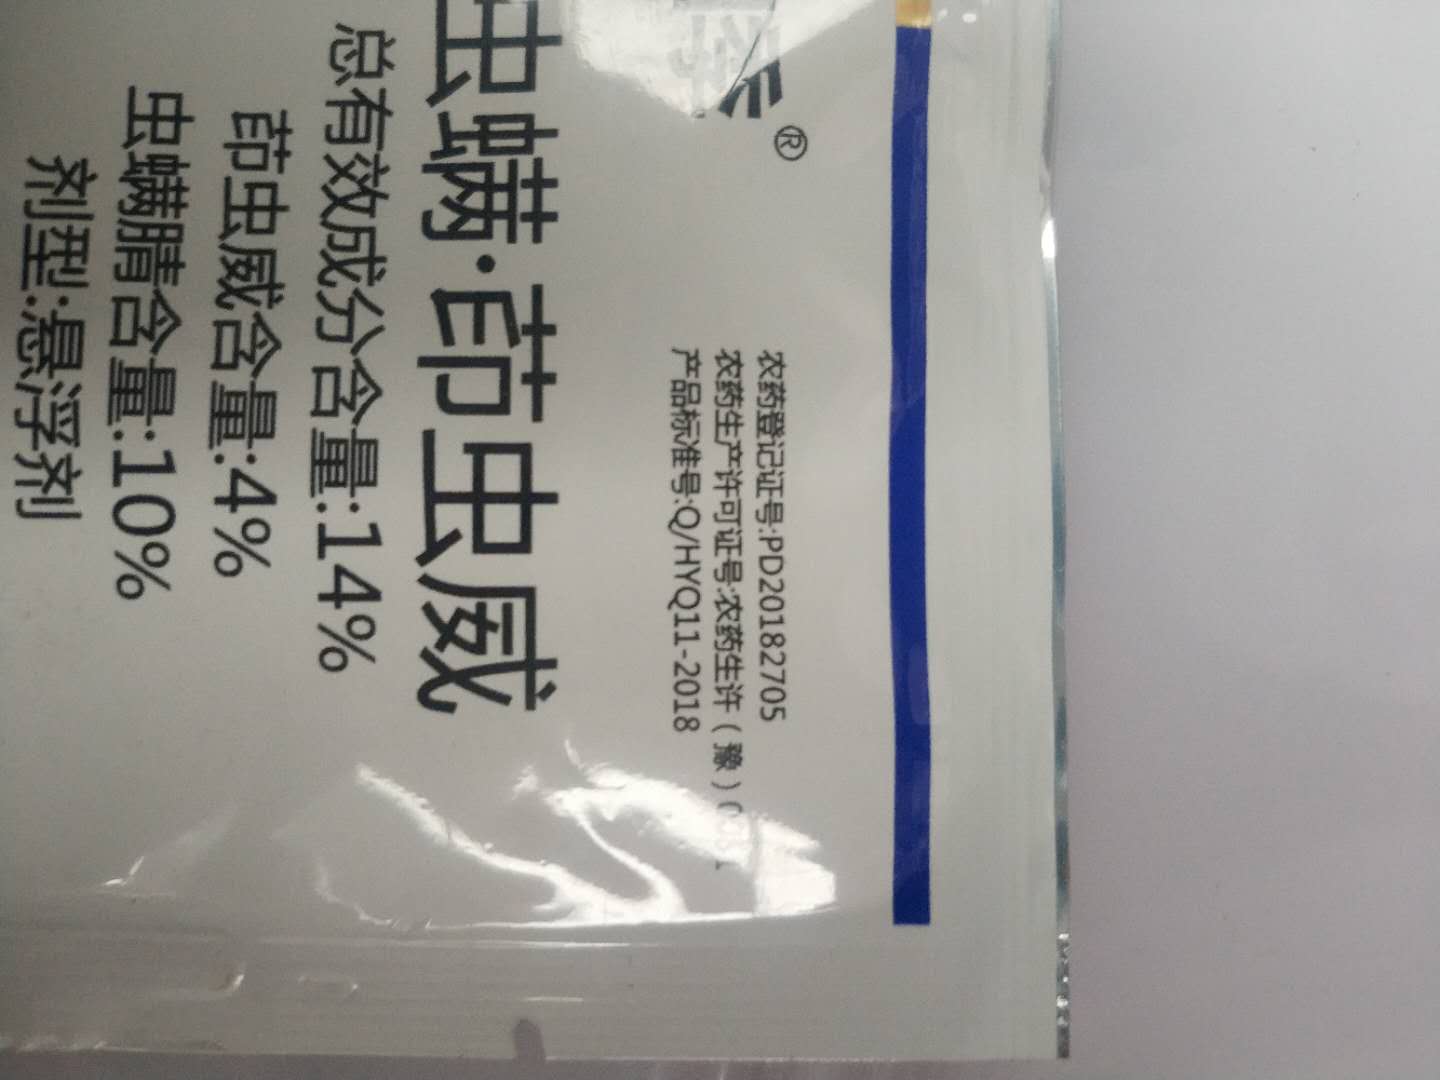 农药登记证号:PD20182705
农药生产许可证号:农药生许（豫）
产品标准号:Q/HYQ11-2018
®
虫螨·茚虫威
总有效成分含量:14%
茚虫威含量:4%
虫螨腈含量:10%
剂型:悬浮剂